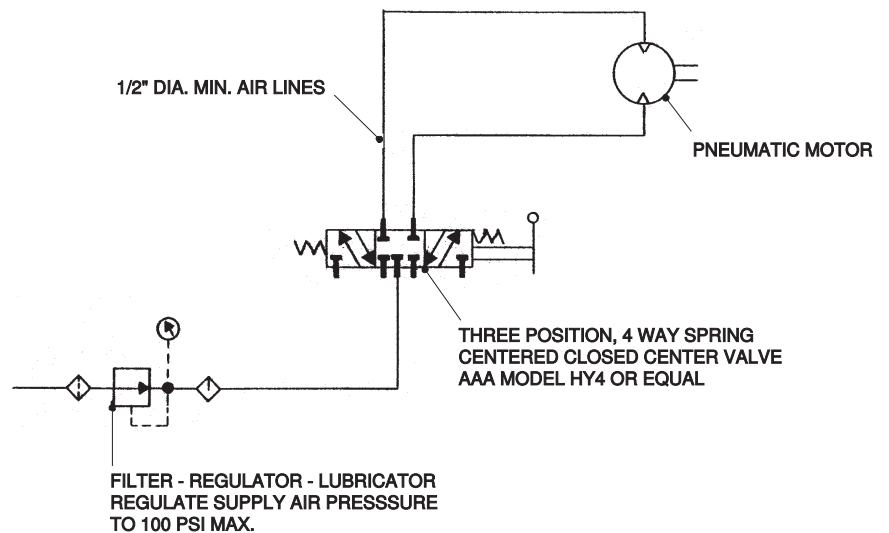 1/2" DIA. MIN. AIR LINES
PNEUMATIC MOTOR
THREE POSITION, 4 WAY SPRING
CENTERED CLOSED CENTER VALVE
AAA MODEL HY4 OR EQUAL
FILTER - REGULATOR - LUBRICATOR
REGULATE SUPPLY AIR PRESSSURE
TO 100 PSI MAX.